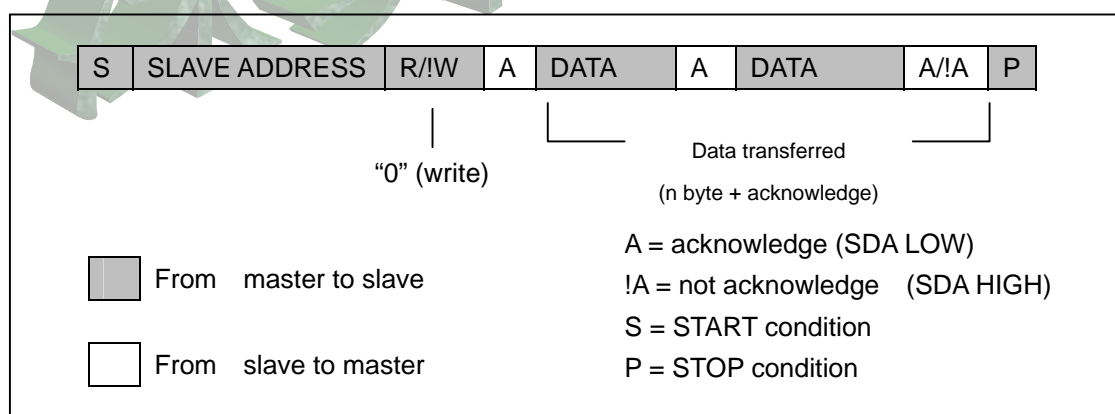 S SLAVE ADDRESS R/!W A DATA A DATA A/!A P
“0” (write)
Data transferred
(n byte + acknowledge)
A = acknowledge (SDA LOW)
!A = not acknowledge (SDA HIGH)
S = START condition
P = STOP condition
From master to slave
From slave to master